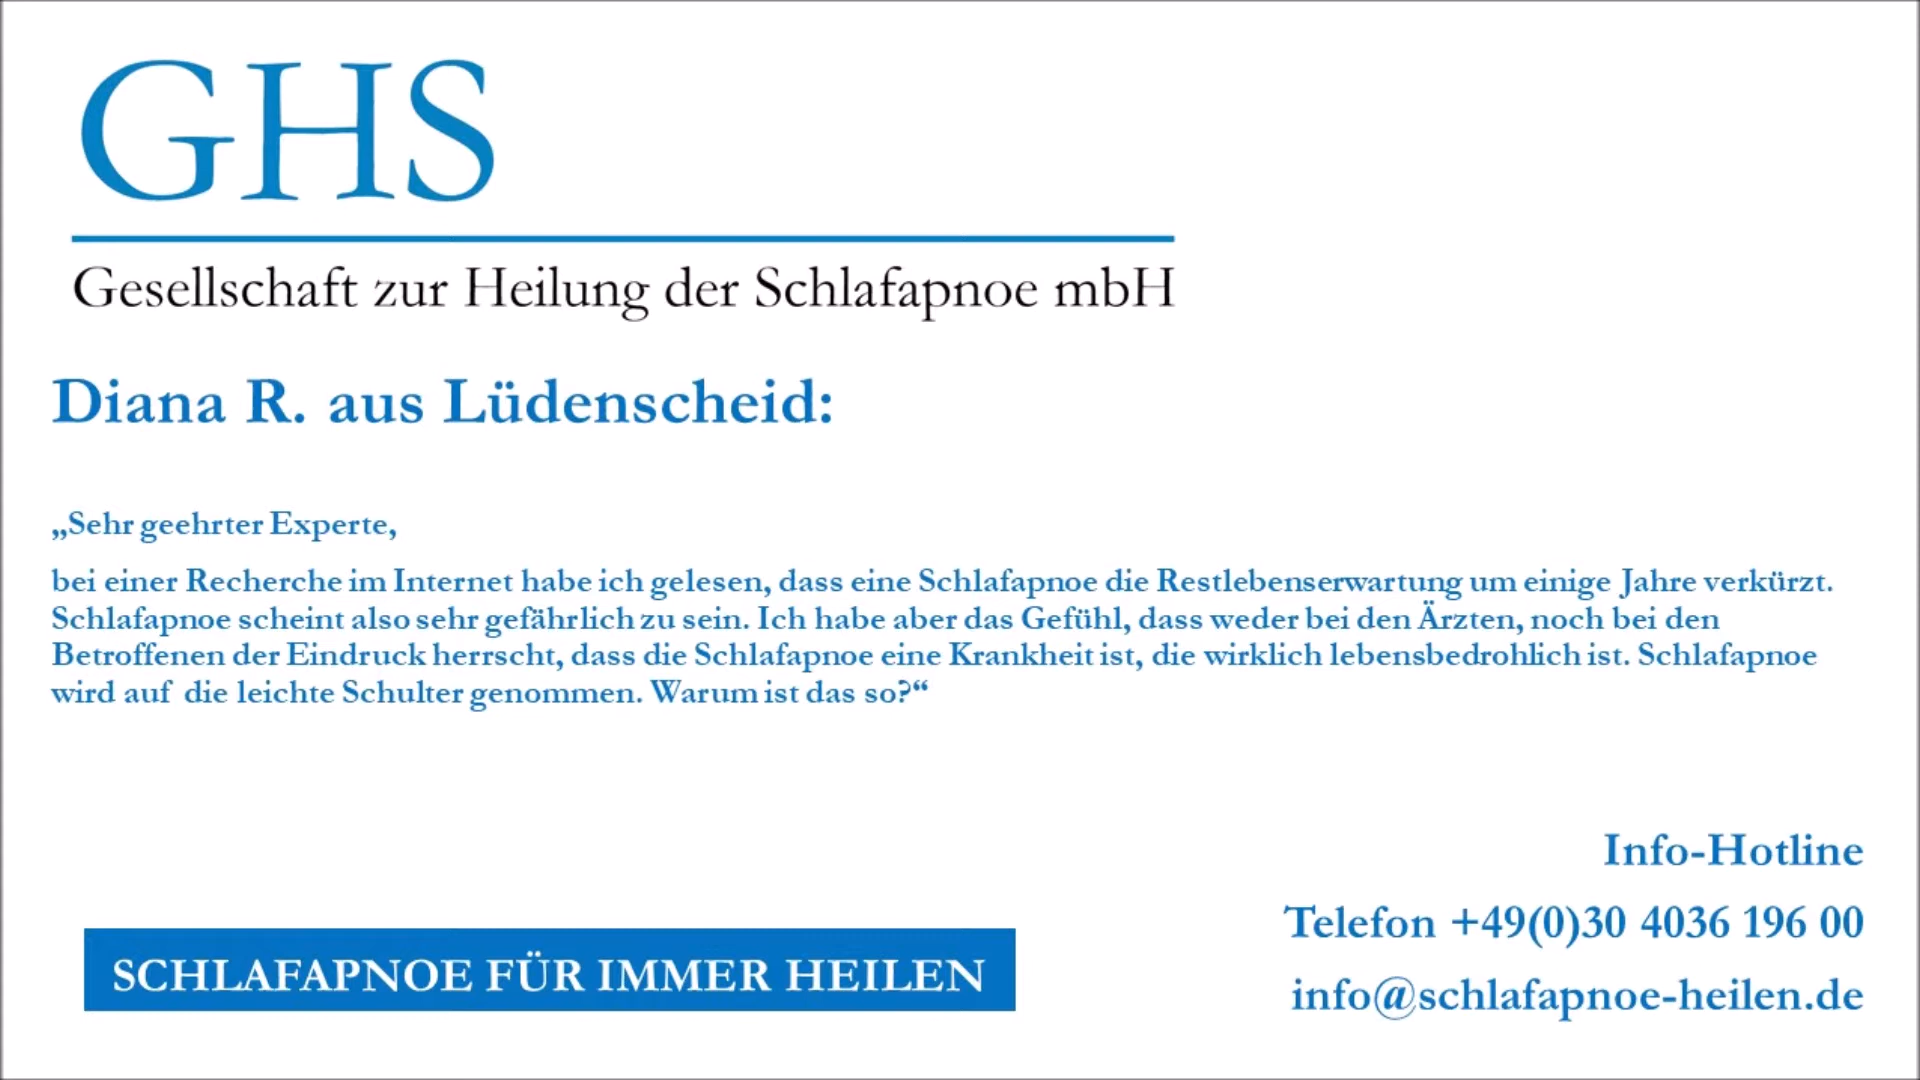 GHS
Gesellschaft zur Heilung der Schlafapnoe mbH
Diana R. aus Lüdenscheid:
„Sehr geehrter Experte,
bei einer Recherche im Internet habe ich gelesen, dass eine Schlafapnoe die Restlebenserwartung um einige Jahre verkürzt.
Schlafapnoe scheint also sehr gefährlich zu sein. Ich habe aber das Gefühl, dass weder bei den Ärzten, noch bei den
Betroffenen der Eindruck herrscht, dass die Schlafapnoe eine Krankheit ist, die wirklich lebensbedrohlich ist. Schlafapnoe
wird auf die leichte Schulter genommen. Warum ist das so?“
Info-Hotline
Telefon +49(0)30 4036 196 00
SCHLAFAPNOE FÜR IMMER HEILEN
info@schlafapnoe-heilen.de